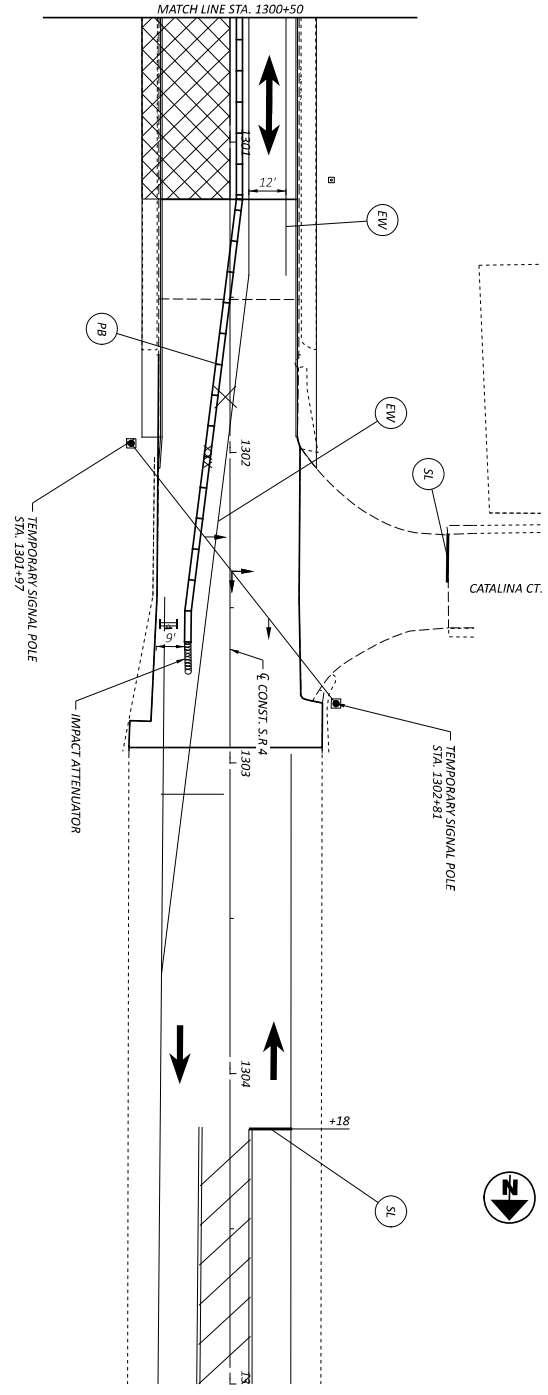 MATCH LINE STA. 1300+50
1301
12'
EW
PB
EW
1302
SL
TEMPORARY SIGNAL POLE
STA. 1301+97
CATALINA CT.
9'
IMPACT ATTENUATOR
℄ CONST. S.R 4
1303
TEMPORARY SIGNAL POLE
STA. 1302+81
1304
+18
SL
N